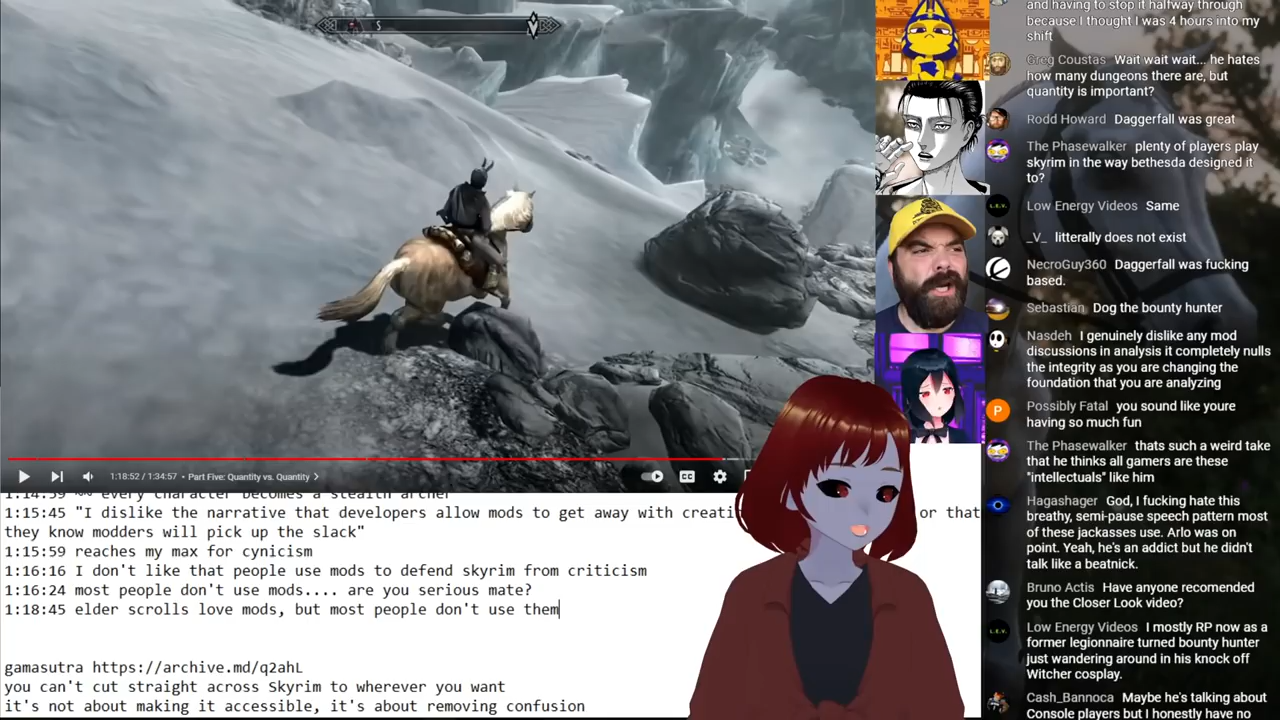 S
1:18:52 / 1:34:57 • Part Five: Quantity vs. Quantity
CC
1:14:59 every character becomes a stealth archer
1:15:45 "I dislike the narrative that developers allow mods to get away with creati or that
they know modders will pick up the slack"
1:15:59 reaches my max for cynicism
1:16:16 I don't like that people use mods to defend skyrim from criticism
1:16:24 most people don't use mods.... are you serious mate?
1:18:45 elder scrolls love mods, but most people don't use them
gamasutra https://archive.md/q2ahL
you can't cut straight across Skyrim to wherever you want
it's not about making it accessible, it's about removing confusion
and having to stop it halfway through
because I thought I was 4 hours into my
shift
Greg Coustas Wait wait wait... he hates
how many dungeons there are, but
quantity is important?
Rodd Howard Daggerfall was great
The Phasewalker plenty of players play
skyrim in the way bethesda designed it
to?
L.E.V.
Low Energy Videos Same
_V_ litterally does not exist
NecroGuy360 Daggerfall was fucking
based.
Sebastian Dog the bounty hunter
Nasdeh I genuinely dislike any mod
discussions in analysis it completely nulls
the integrity as you are changing the
foundation that you are analyzing
P
Possibly Fatal you sound like youre
having so much fun
The Phasewalker thats such a weird take
that he thinks all gamers are these
"intellectuals" like him
Hagashager God, I fucking hate this
breathy, semi-pause speech pattern most
of these jackasses use. Arlo was on
point. Yeah, he's an addict but he didn't
talk like a beatnick.
Bruno Actis Have anyone recomended
you the Closer Look video?
L.E.V.
Low Energy Videos I mostly RP now as a
former legionnaire turned bounty hunter
just wandering around in his knock off
Witcher cosplay.
Cash_Bannoca Maybe he's talking about
Console players but I honestly have no